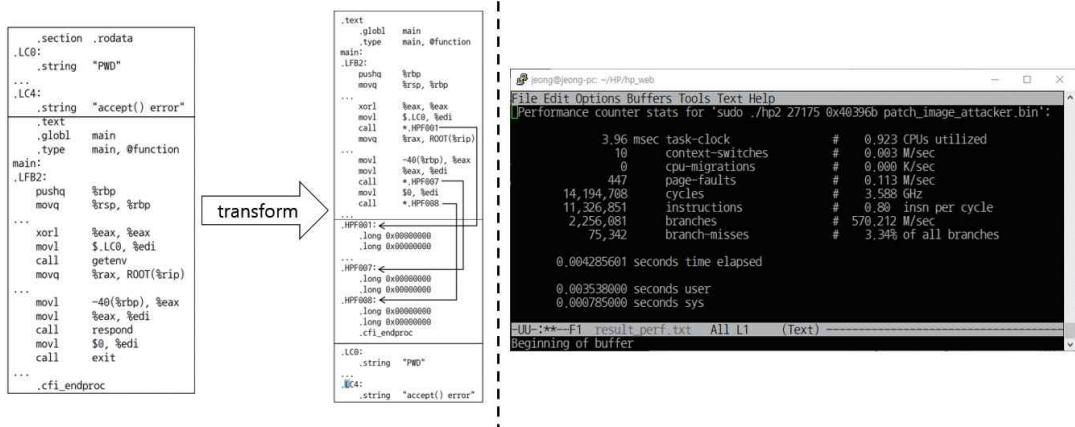 .section .rodata
.LC0:
.string "PWD"
...
.LC4:
.string "accept() error"
.text
.globl main
.type main, @function
main:
.LFB2:
pushq %rbp
movq %rsp, %rbp
...
xorl %eax, %eax
movl $.LC0, %edi
call getenv
movq %rax, ROOT(%rip)
...
movl -40(%rbp), %eax
movl %eax, %edi
call respond
movl $0, %edi
call exit
...
.cfi_endproc
transform
.text
.globl main
.type main, @function
main:
.LFB2:
pushq %rbp
movq %rsp, %rbp
...
xorl %eax, %eax
movl $.LC0, %edi
call *.HPF001
movq %rax, ROOT(%rip)
...
movl -40(%rbp), %eax
movl %eax, %edi
call *.HPF007
movl $0, %edi
call *.HPF008
...
.HPF001:
.long 0x00000000
.long 0x00000000
...
.HPF007:
.long 0x00000000
.long 0x00000000
.HPF008:
.long 0x00000000
.long 0x00000000
.cfi_endproc
.LC0:
.string "PWD"
...
.LC4:
.string "accept() error"
jeong@jeong-pc: ~/HP/hp_web
File Edit Options Buffers Tools Text Help
Performance counter stats for 'sudo ./hp2 27175 0x40396b patch_image_attacker.bin':
3.96 msec task-clock # 0.923 CPUs utilized
10 context-switches # 0.003 M/sec
0 cpu-migrations # 0.000 K/sec
447 page-faults # 0.113 M/sec
14,194,708 cycles # 3.588 GHz
11,326,851 instructions # 0.80 insn per cycle
2,256,081 branches # 570.212 M/sec
75,342 branch-misses # 3.34% of all branches
0.004285601 seconds time elapsed
0.003538000 seconds user
0.000785000 seconds sys
-UU-:**--F1 result_perf.txt All L1 (Text) ----------
Beginning of buffer